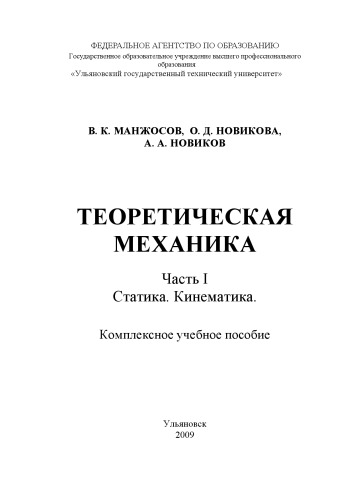 ФЕДЕРАЛЬНОЕ АГЕНТСТВО ПО ОБРАЗОВАНИЮ
Государственное образовательное учреждение высшего профессионального
образования
«Ульяновский государственный технический университет»
В. К. МАНЖОСОВ, О. Д. НОВИКОВА,
А. А. НОВИКОВ
ТЕОРЕТИЧЕСКАЯ
МЕХАНИКА
Часть I
Статика. Кинематика.
Комплексное учебное пособие
Ульяновск
2009